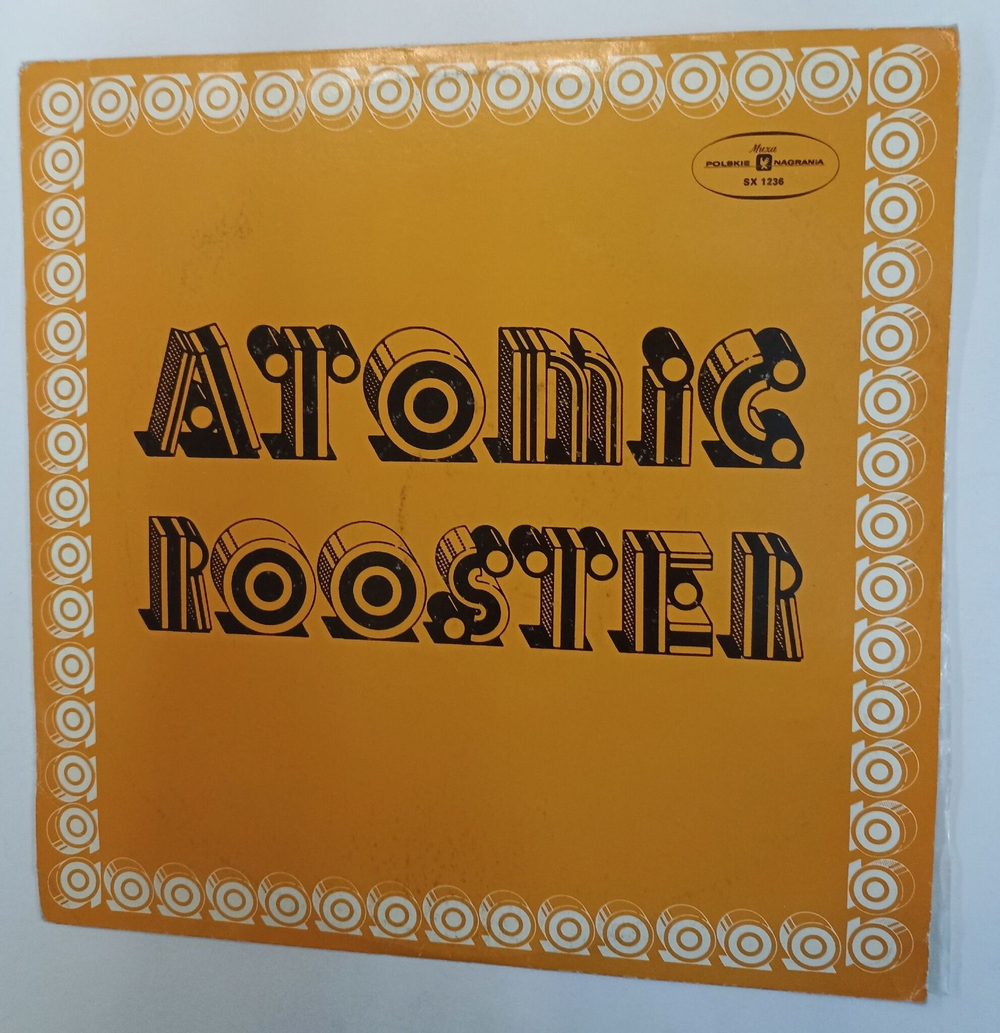 Muza
POLSKIE NAGRANIA
SX 1236
ATOMiC
ROOSTER